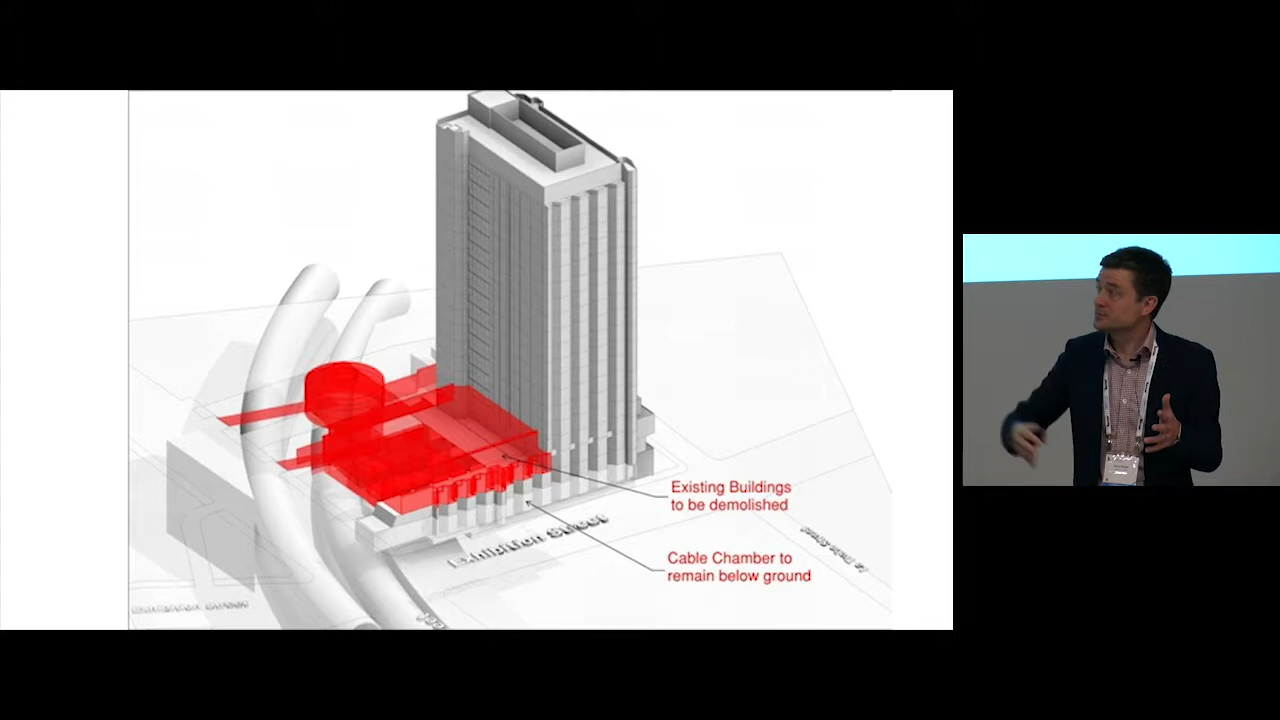 Existing Buildings
to be demolished
Exhibition Street
Cable Chamber to
remain below ground